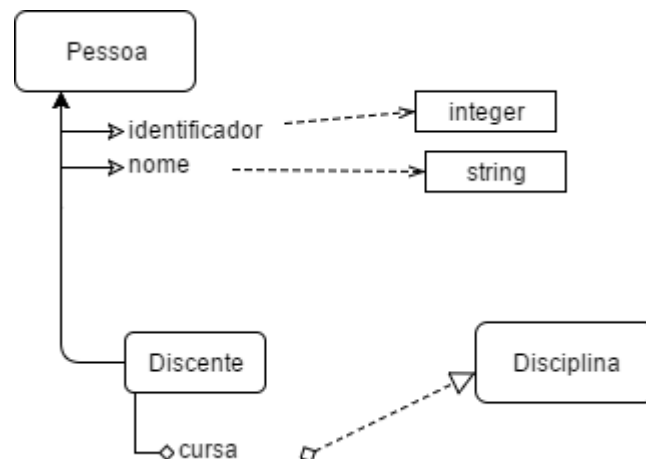 Pessoa
identificador
integer
nome
string
Discente
Disciplina
cursa